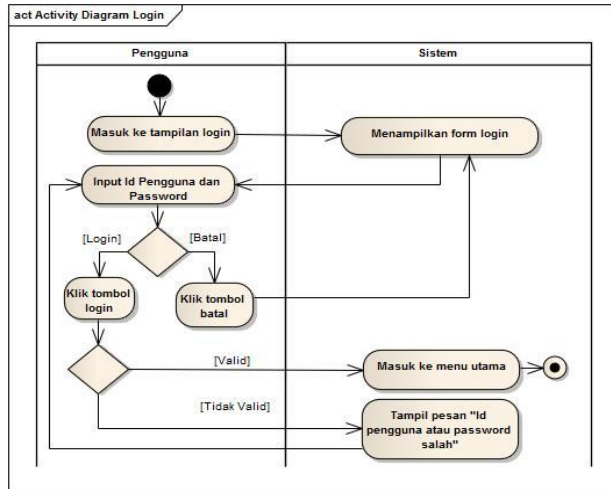 act Activity Diagram Login
Pengguna
Sistem
Masuk ke tampilan login
Menampilkan form login
Input Id Pengguna dan
Password
[Login]
[Batal]
Klik tombol
login
Klik tombol
batal
[Valid]
Masuk ke menu utama
[Tidak Valid]
Tampil pesan "Id
pengguna atau password
salah"